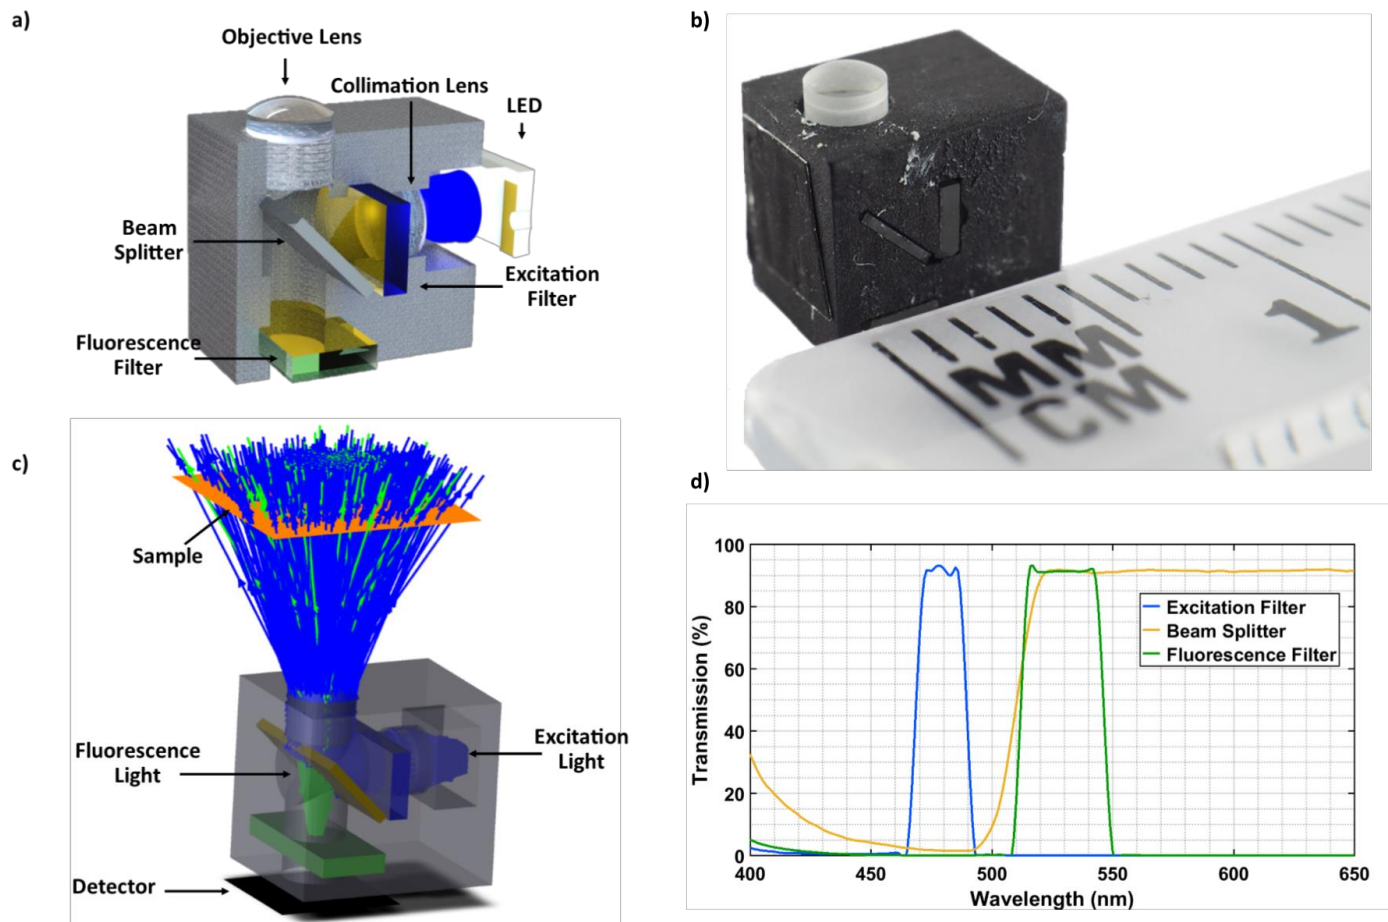 a)
Objective Lens
Collimation Lens
LED
Beam
Splitter
Excitation
Filter
Fluorescence
Filter
b)
MM
CM
1
c)
Sample
Fluorescence
Light
Excitation
Light
Detector
d)
Transmission (%)
100
80
60
40
20
0
400
450
500
550
600
650
Wavelength (nm)
Excitation Filter
Beam Splitter
Fluorescence Filter